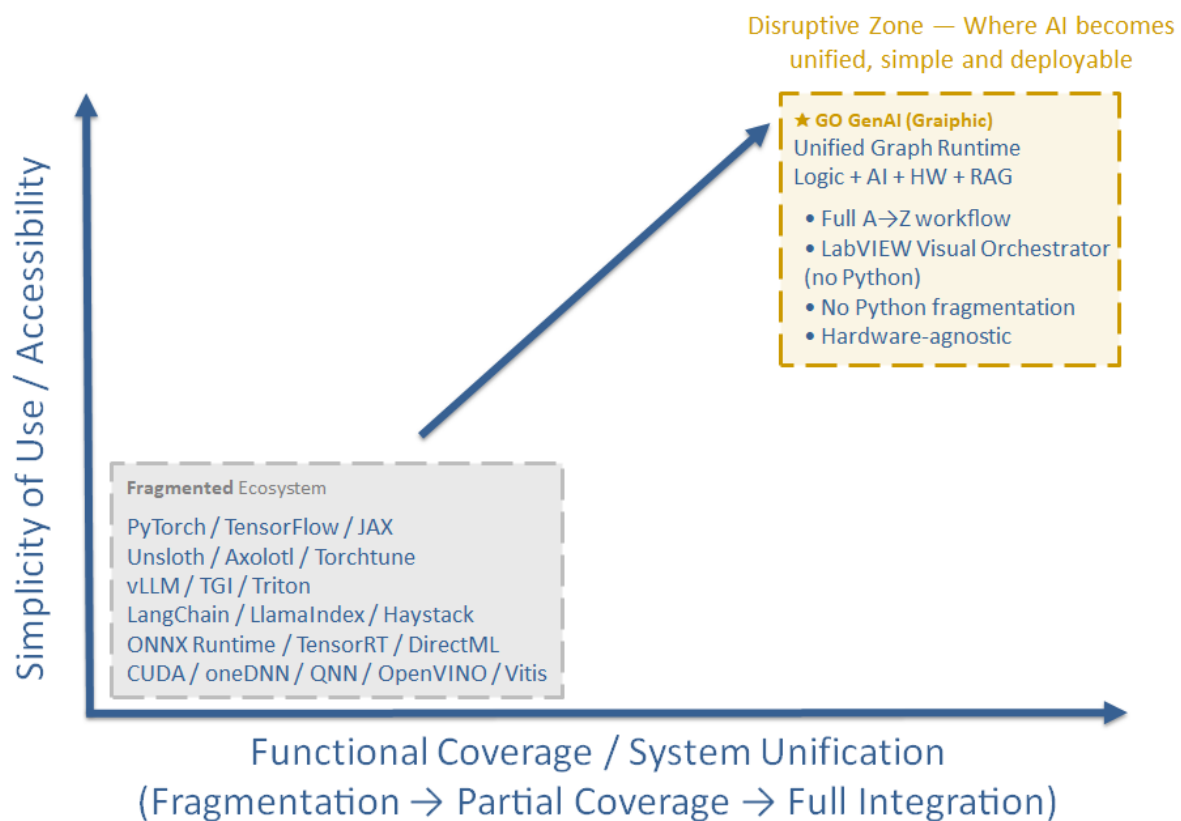 Disruptive Zone — Where AI becomes
unified, simple and deployable
★ GO GenAI (Graiphic)
Unified Graph Runtime
Logic + AI + HW + RAG
• Full A→Z workflow
• LabVIEW Visual Orchestrator
(no Python)
• No Python fragmentation
• Hardware-agnostic
Simplicity of Use / Accessibility
Fragmented Ecosystem
PyTorch / TensorFlow / JAX
Unsloth / Axolotl / Torchtune
vLLM / TGI / Triton
LangChain / LlamaIndex / Haystack
ONNX Runtime / TensorRT / DirectML
CUDA / oneDNN / QNN / OpenVINO / Vitis
Functional Coverage / System Unification
(Fragmentation → Partial Coverage → Full Integration)